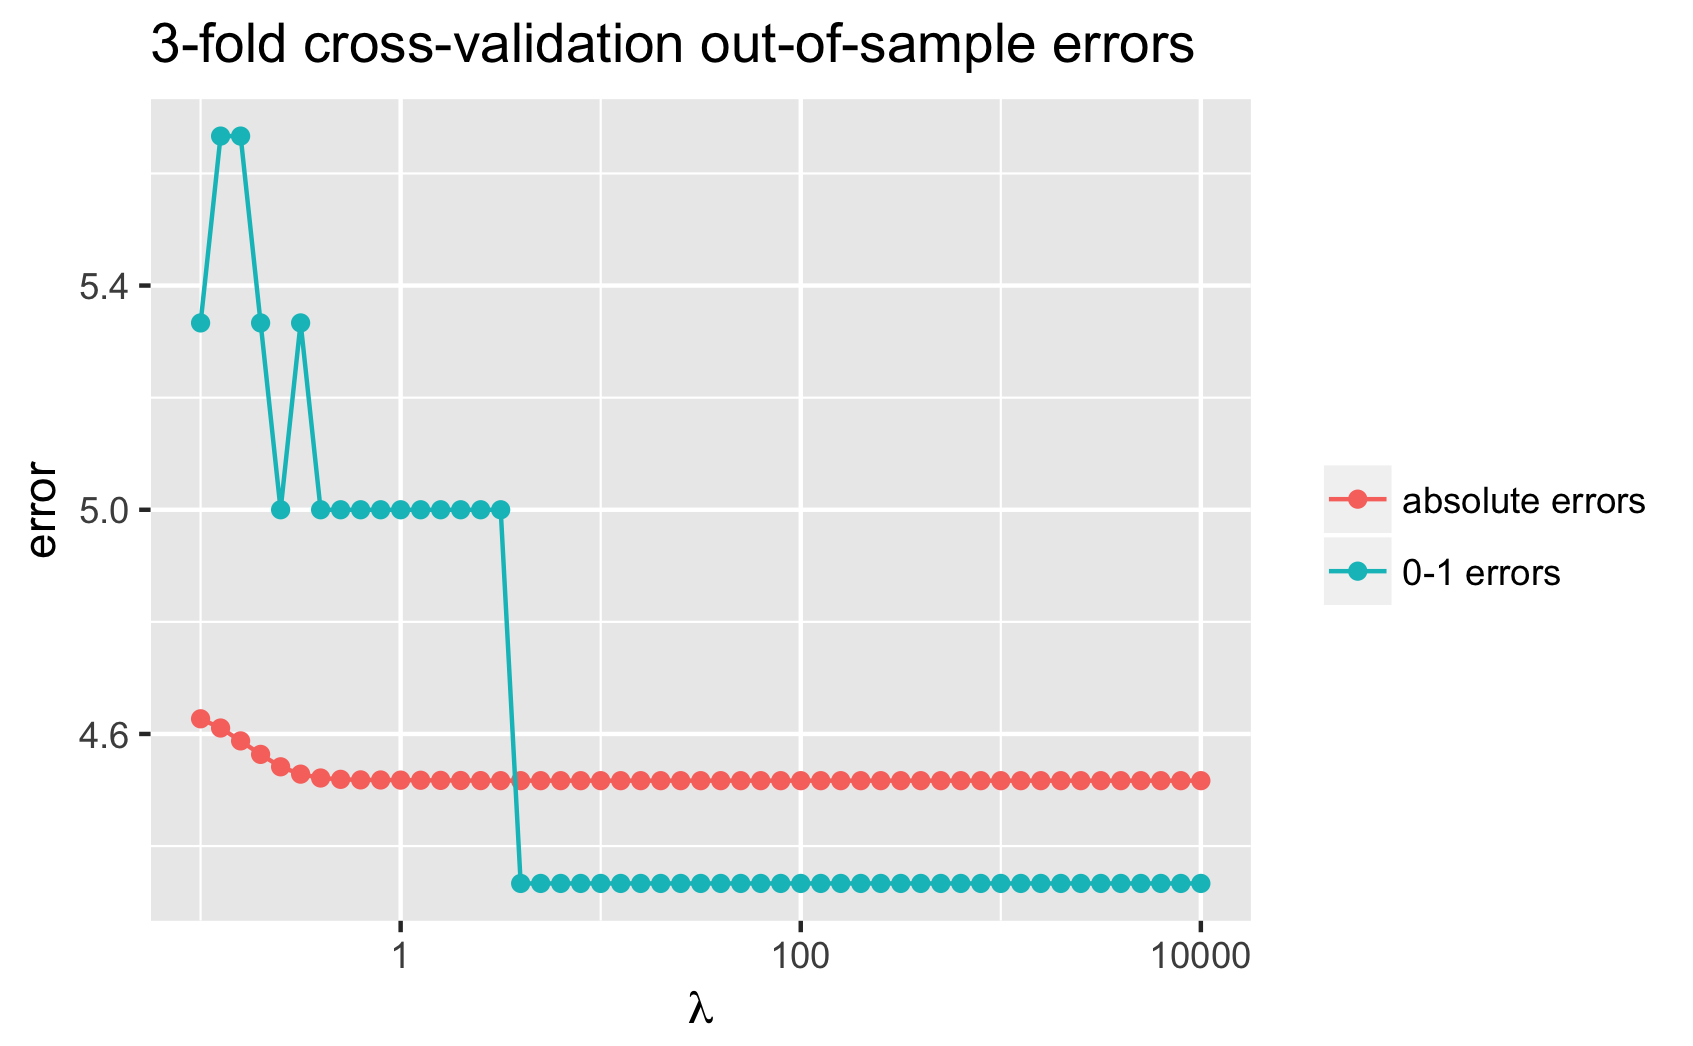 3-fold cross-validation out-of-sample errors
5.4
5.0
4.6
error
1
100
10000
λ
absolute errors
0-1 errors